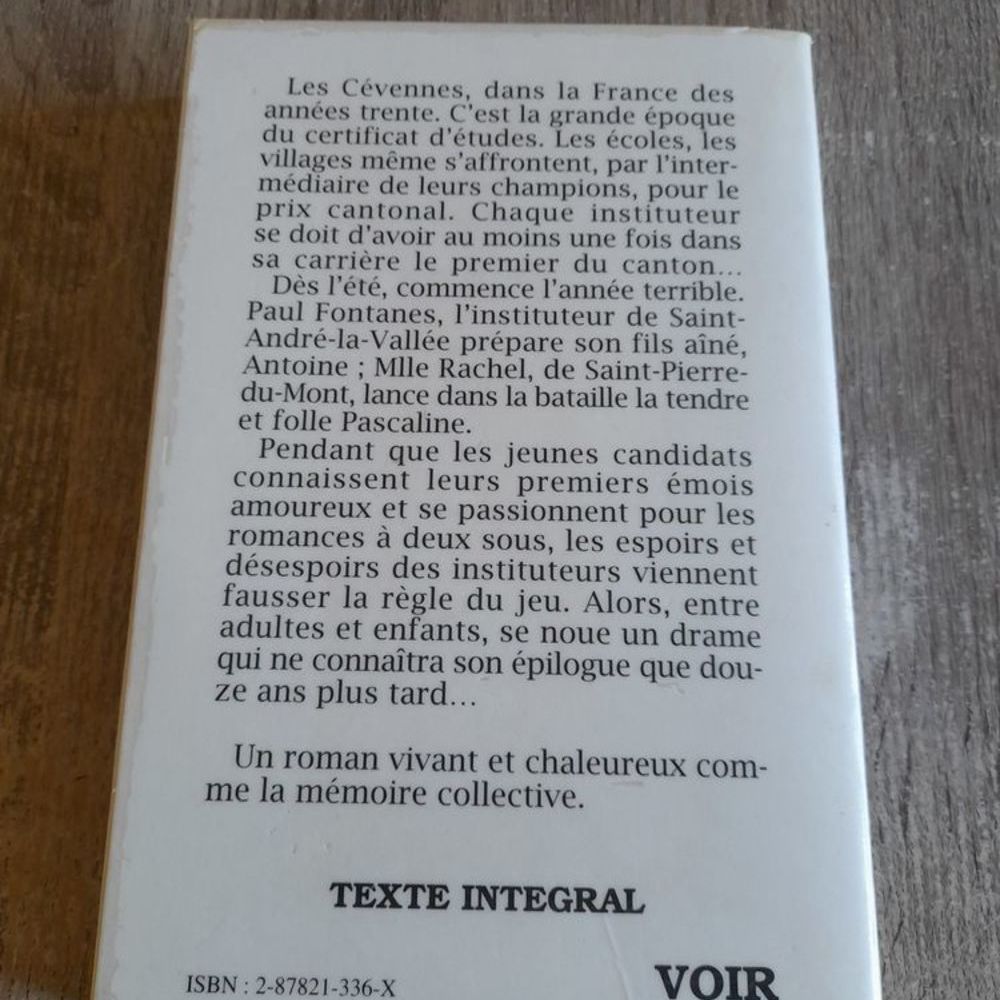 Les Cévennes, dans la France des
années trente. C'est la grande époque
du certificat d'études. Les écoles, les
villages même s'affrontent, par l'inter-
médiaire de leurs champions, pour le
prix cantonal. Chaque instituteur
se doit d'avoir au moins une fois dans
sa carrière le premier du canton...
Dès l'été, commence l'année terrible.
Paul Fontanes, l'instituteur de Saint-
André-la-Vallée prépare son fils aîné,
Antoine ; Mlle Rachel, de Saint-Pierre-
du-Mont, lance dans la bataille la tendre
et folle Pascaline.
Pendant que les jeunes candidats
connaissent leurs premiers émois
amoureux et se passionnent pour les
romances à deux sous, les espoirs et
désespoirs des instituteurs viennent
fausser la règle du jeu. Alors, entre
adultes et enfants, se noue un drame
qui ne connaîtra son épilogue que dou-
ze ans plus tard...
Un roman vivant et chaleureux com-
me la mémoire collective.
TEXTE INTEGRAL
ISBN : 2-87821-336-X
VOIR